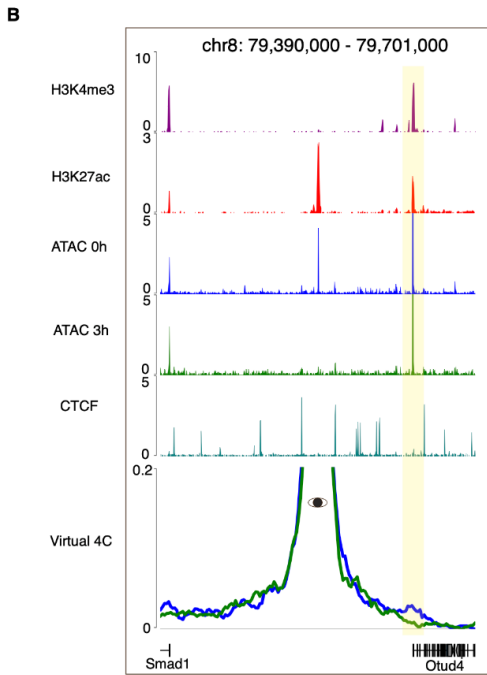 B
chr8: 79,390,000 - 79,701,000
10
H3K4me3
0
3
H3K27ac
0
5
ATAC 0h
0
5
ATAC 3h
0
5
CTCF
0
0.2
Virtual 4C
0
Smad1
Otud4